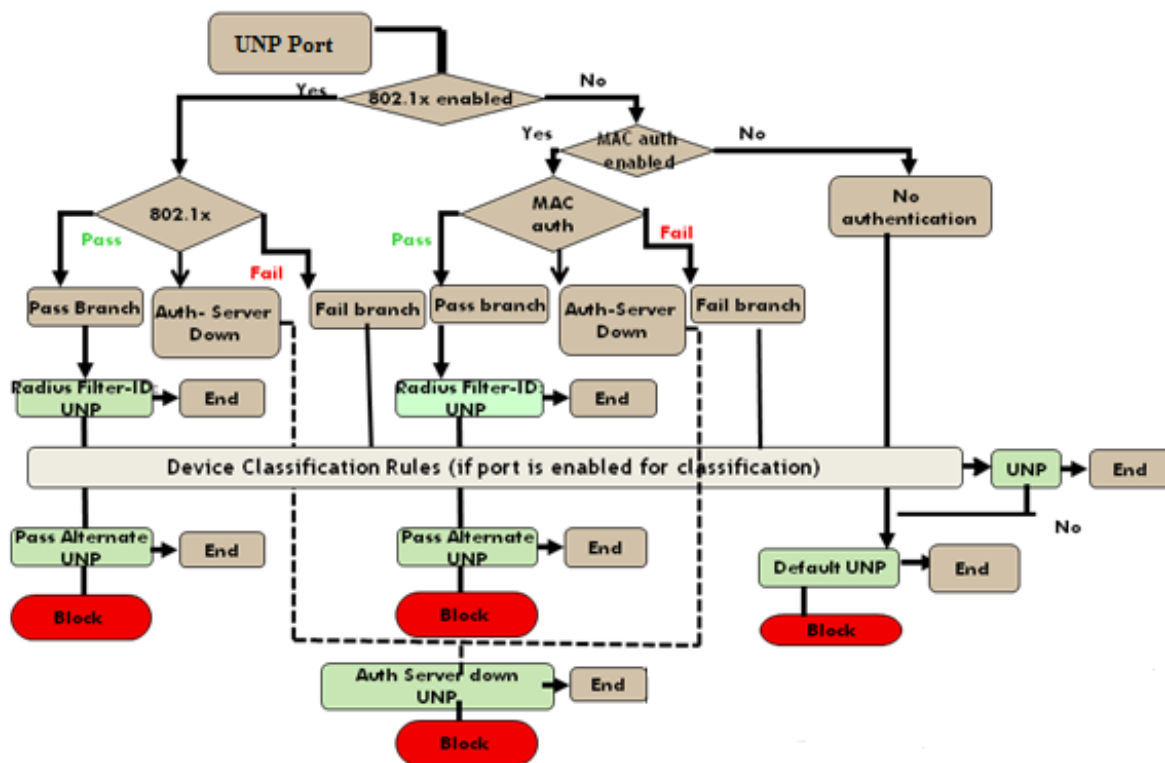 UNP Port
Yes
802.1x enabled
No
Yes
MAC auth
enabled
No
802.1x
MAC
auth
No
authentication
Pass
Fail
Pass
Fail
Pass Branch
Auth- Server
Down
Fail branch
Pass branch
Auth-Server
Down
Fail branch
Radius Filter-ID:
UNP
End
Radius Filter-ID:
UNP
End
Device Classification Rules (if port is enabled for classification)
UNP
End
No
Pass Alternate
UNP
End
Pass Alternate
UNP
End
Default UNP
End
Block
Block
Block
Auth Server down
UNP
End
Block